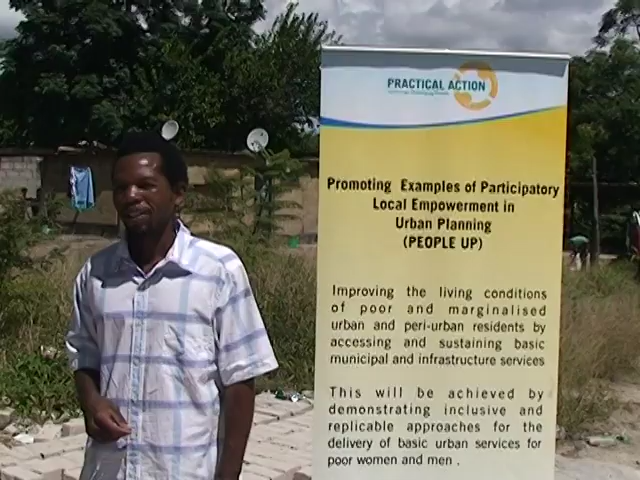 PRACTICAL ACTION
Promoting Examples of Participatory
Local Empowerment in
Urban Planning
(PEOPLE UP)
Improving the living conditions
of poor and marginalised
urban and peri-urban residents by
accessing and sustaining basic
municipal and infrastructure services
This will be achieved by
demonstrating inclusive and
replicable approaches for the
delivery of basic urban services for
poor women and men .